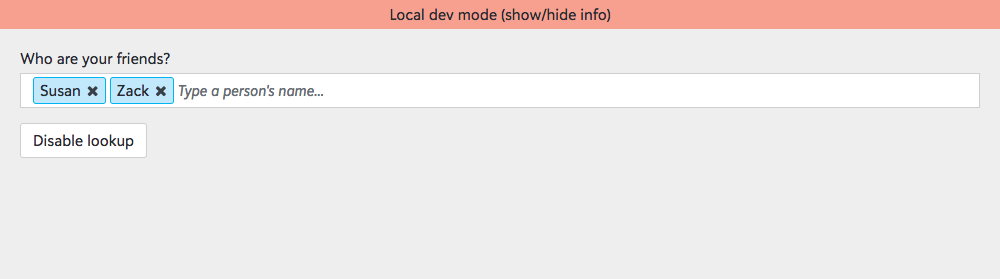 Local dev mode (show/hide info)
Who are your friends?
Susan ✖ Zack ✖ Type a person's name...
Disable lookup